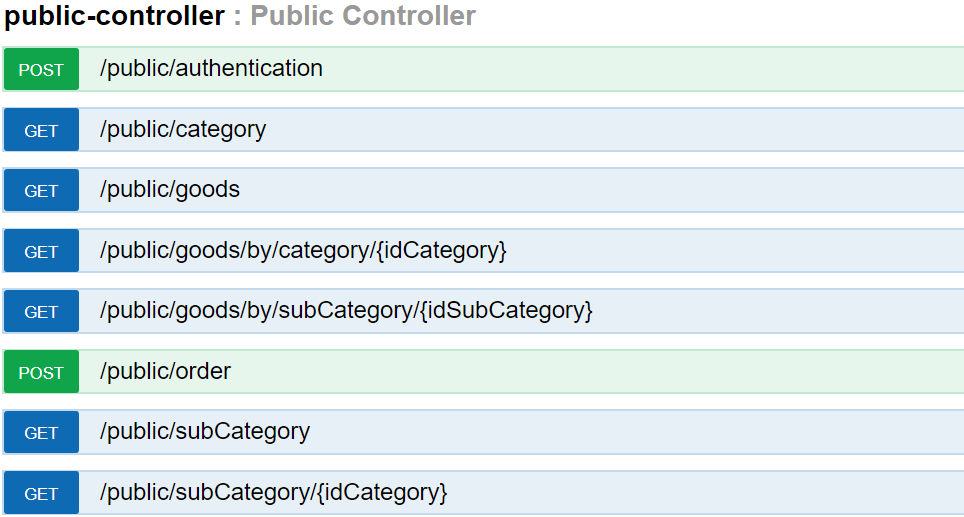 public-controller : Public Controller
POST /public/authentication
GET /public/category
GET /public/goods
GET /public/goods/by/category/{idCategory}
GET /public/goods/by/subCategory/{idSubCategory}
POST /public/order
GET /public/subCategory
GET /public/subCategory/{idCategory}